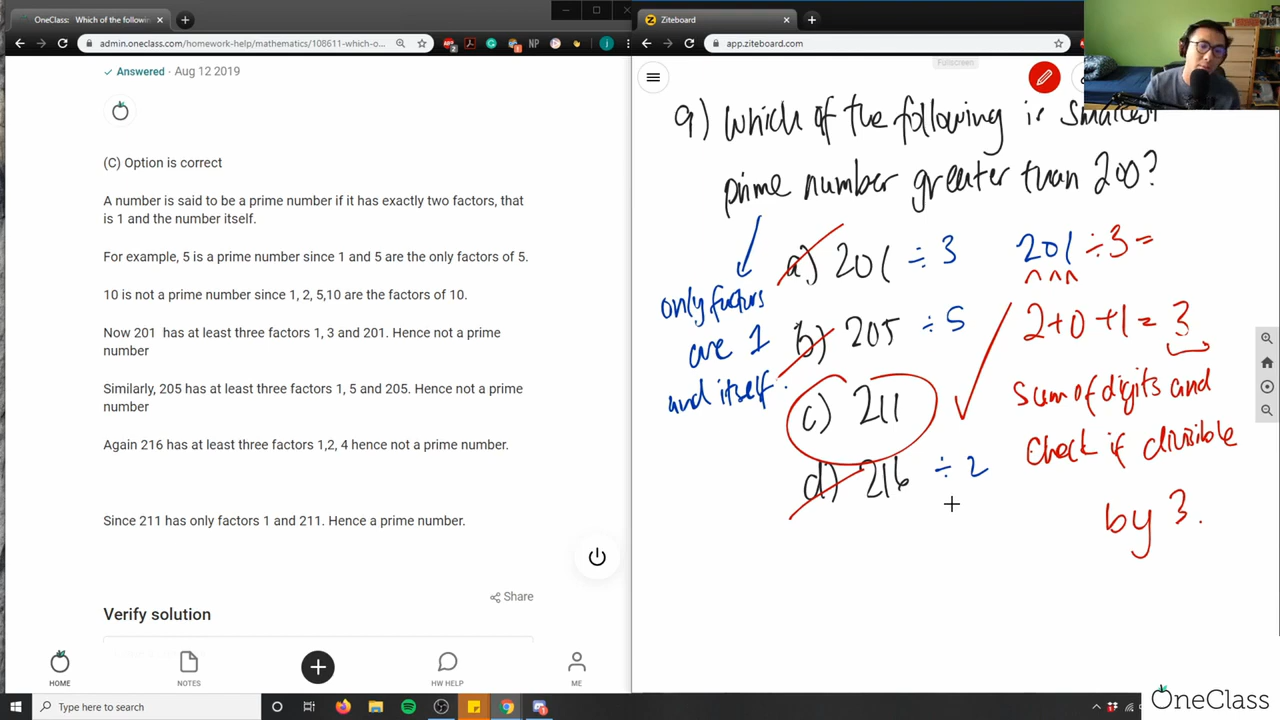 OneClass: Which of the followin
Ziteboard
admin.oneclass.com/homework-help/mathematics/108611-which-o...
app.ziteboard.com
Fullscreen
Answered - Aug 12 2019
(C) Option is correct
A number is said to be a prime number if it has exactly two factors, that
is 1 and the number itself.
For example, 5 is a prime number since 1 and 5 are the only factors of 5.
10 is not a prime number since 1, 2, 5,10 are the factors of 10.
Now 201 has at least three factors 1, 3 and 201. Hence not a prime
number
Similarly, 205 has at least three factors 1, 5 and 205. Hence not a prime
number
Again 216 has at least three factors 1,2, 4 hence not a prime number.
Since 211 has only factors 1 and 211. Hence a prime number.
Share
Verify solution
HOME
NOTES
HW HELP
ME
9) Which of the following is smallest
prime number greater than 200?
a) 201 ÷ 3
b) 205 ÷ 5
c) 211
d) 216 ÷ 2
only factors
are 1
and itself.
201 ÷ 3 =
2+0+1= 3
sum of digits and
check if divisible
by 3.
Type here to search
OneClass